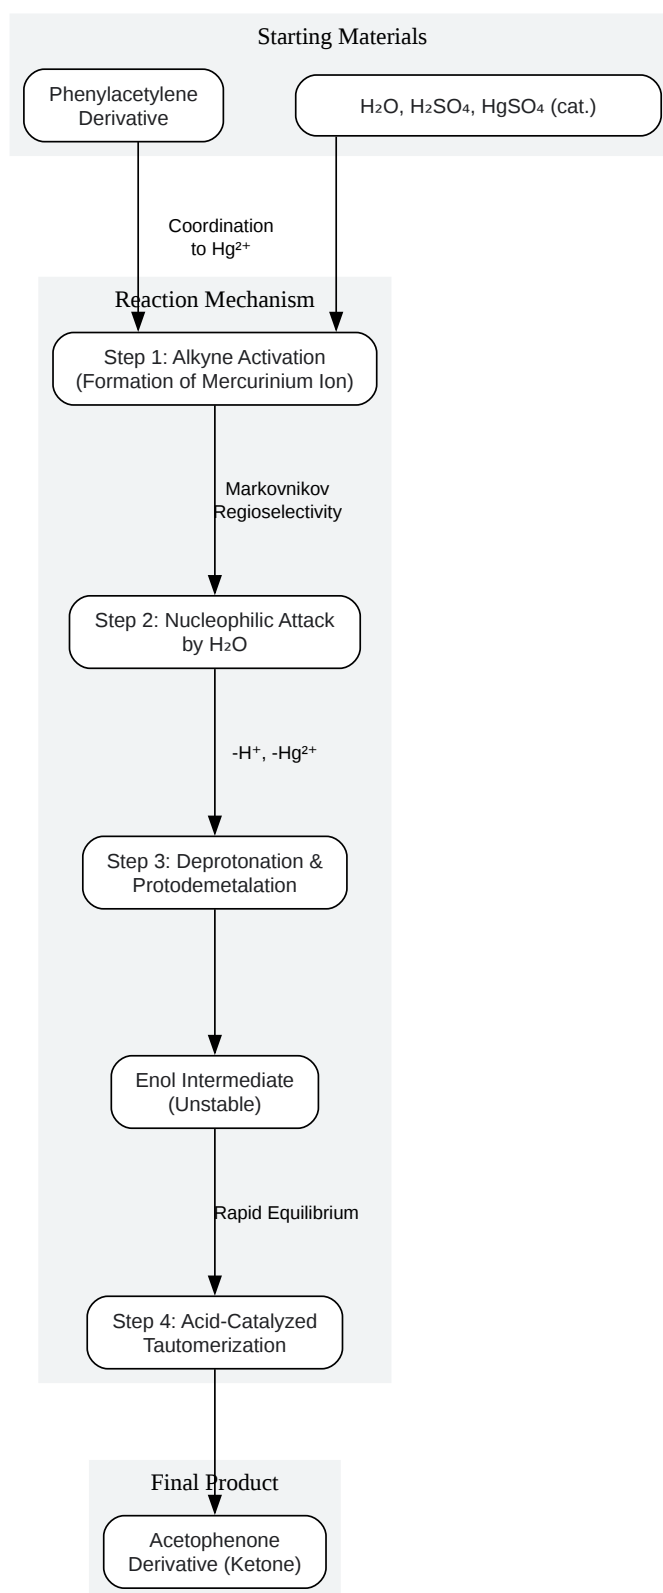 Starting Materials
Phenylacetylene
Derivative
H₂O, H₂SO₄, HgSO₄ (cat.)
Coordination
to Hg²⁺
Reaction Mechanism
Step 1: Alkyne Activation
(Formation of Mercurinium Ion)
Markovnikov
Regioselectivity
Step 2: Nucleophilic Attack
by H₂O
-H⁺, -Hg²⁺
Step 3: Deprotonation &
Protodemetalation
Enol Intermediate
(Unstable)
Rapid Equilibrium
Step 4: Acid-Catalyzed
Tautomerization
Final Product
Acetophenone
Derivative (Ketone)